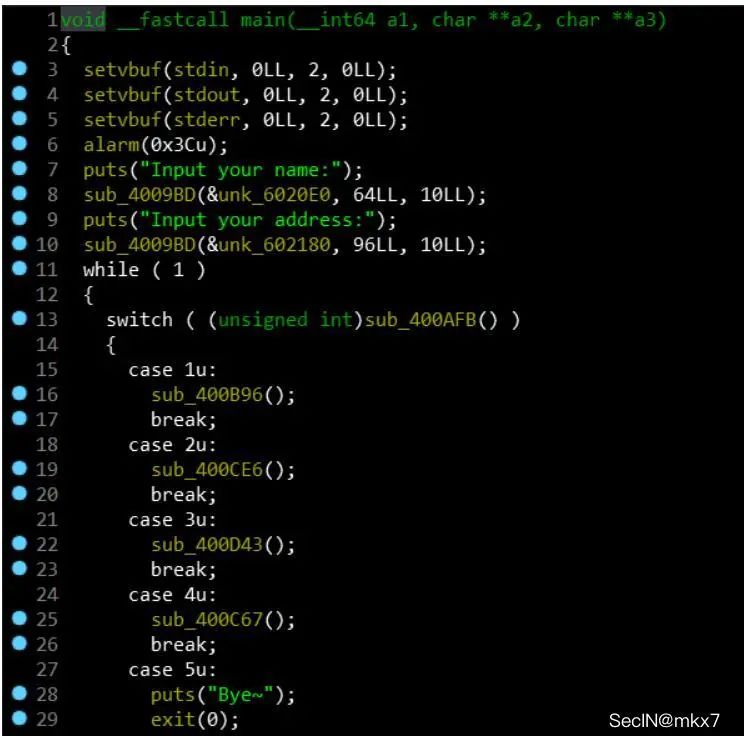 1 void __fastcall main(__int64 a1, char **a2, char **a3)
2 {
3 setvbuf(stdin, 0LL, 2, 0LL);
4 setvbuf(stdout, 0LL, 2, 0LL);
5 setvbuf(stderr, 0LL, 2, 0LL);
6 alarm(0x3Cu);
7 puts("Input your name:");
8 sub_4009BD(&unk_6020E0, 64LL, 10LL);
9 puts("Input your address:");
10 sub_4009BD(&unk_602180, 96LL, 10LL);
11 while ( 1 )
12 {
13 switch ( (unsigned int)sub_400AFB() )
14 {
15 case 1u:
16 sub_400B96();
17 break;
18 case 2u:
19 sub_400CE6();
20 break;
21 case 3u:
22 sub_400D43();
23 break;
24 case 4u:
25 sub_400C67();
26 break;
27 case 5u:
28 puts("Bye~");
29 exit(0);
SecIN@mkx7